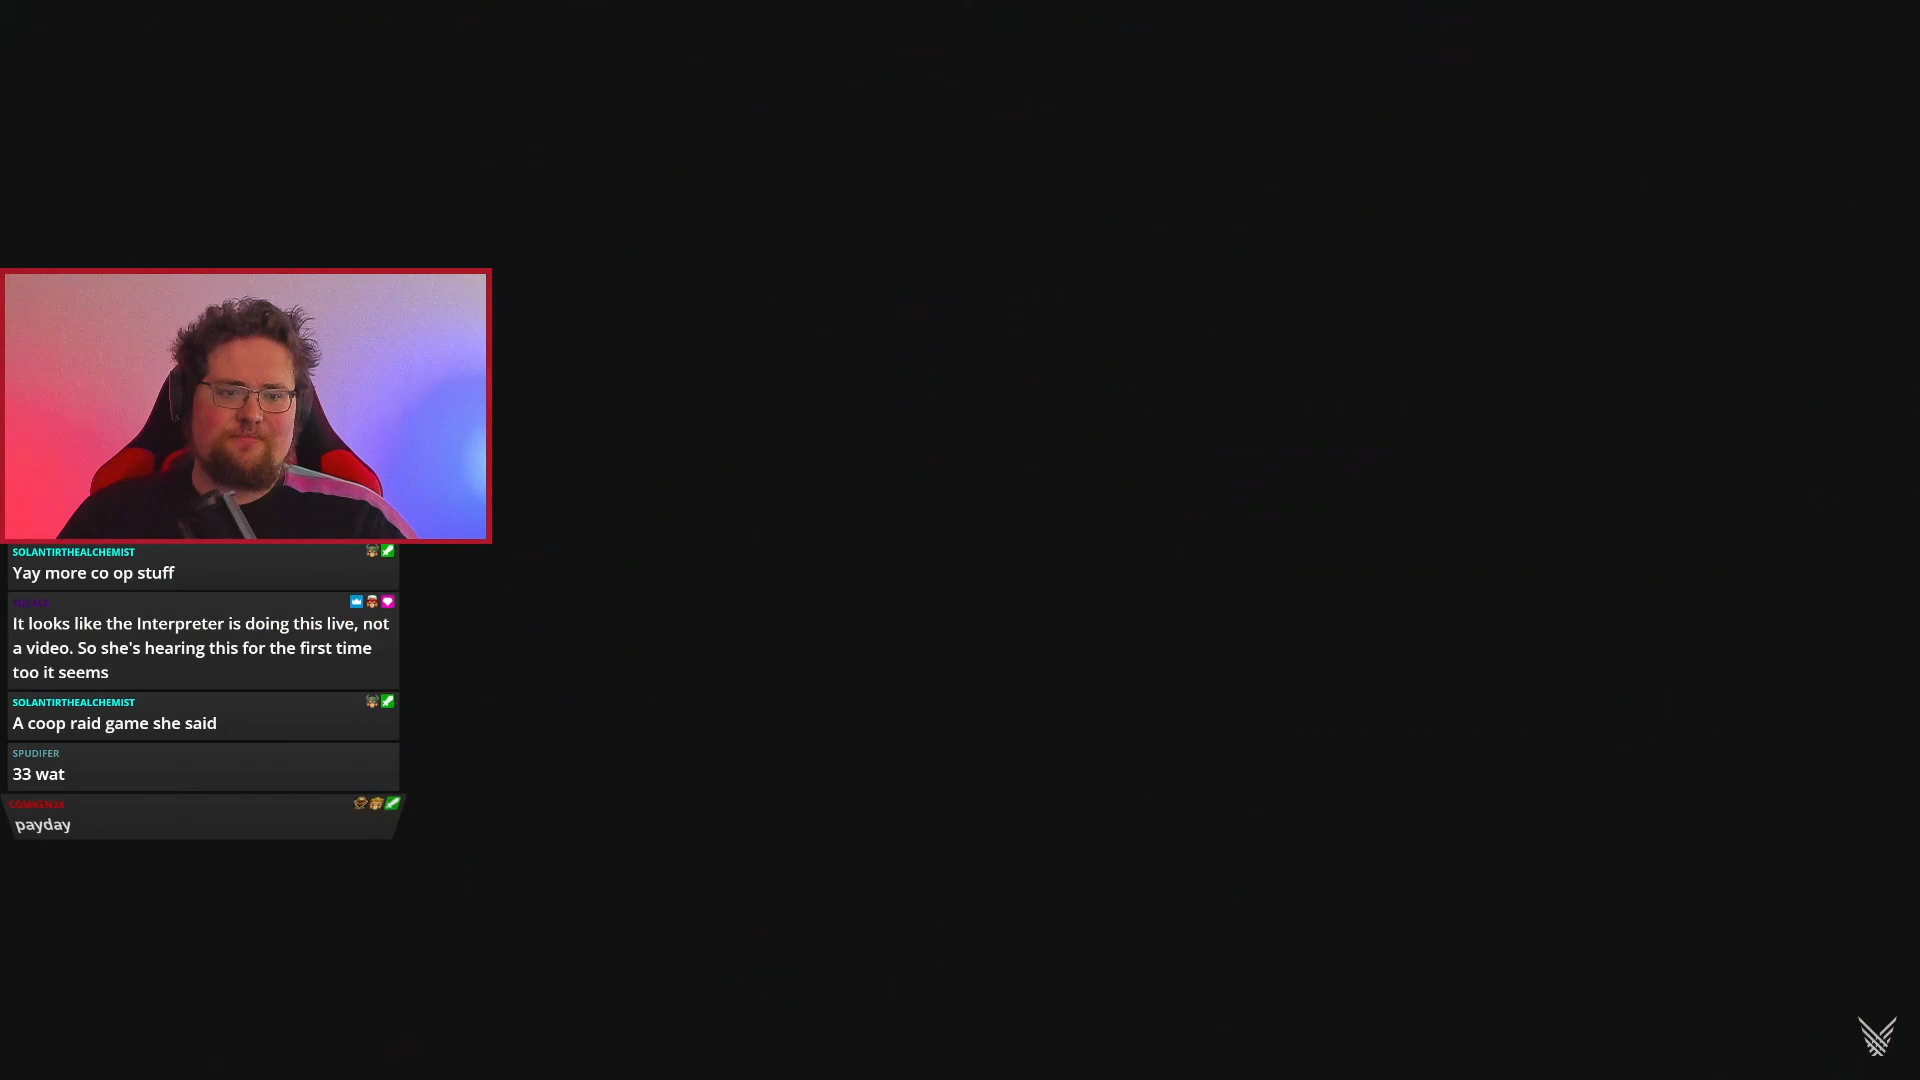 SOLANTIRTHEALCHEMIST
Yay more co op stuff
It looks like the Interpreter is doing this live, not
a video. So she's hearing this for the first time
too it seems
SOLANTIRTHEALCHEMIST
A coop raid game she said
SPUDIFER
33 wat
payday